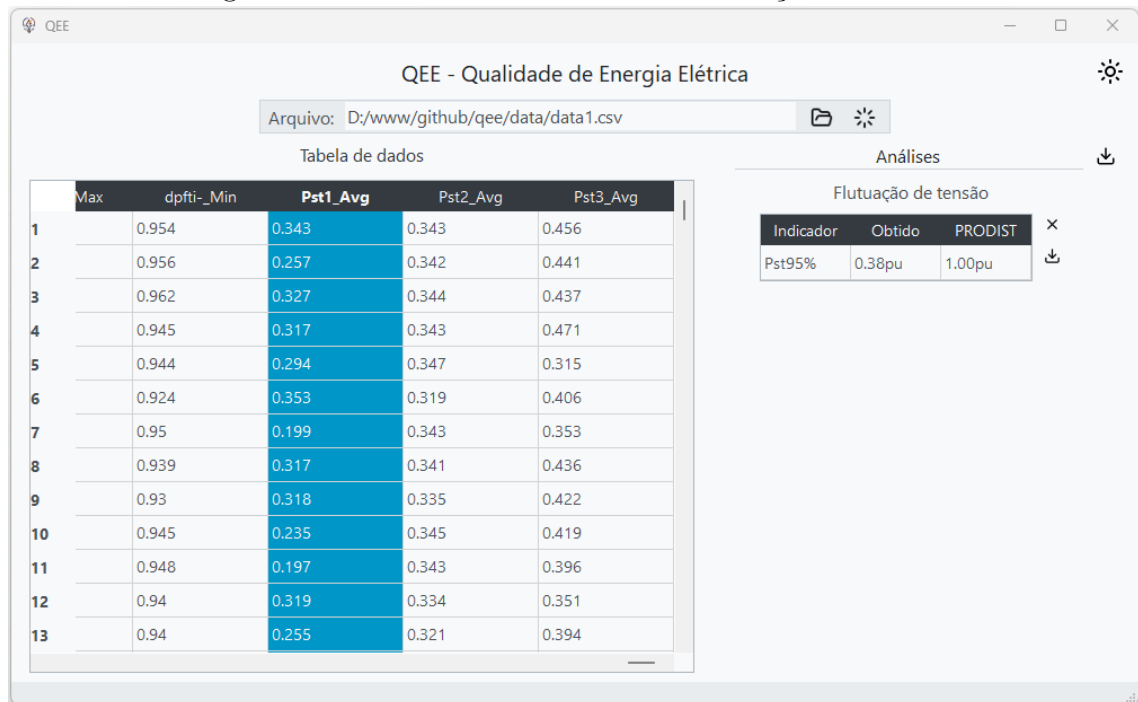 QEE
QEE - Qualidade de Energia Elétrica
Arquivo: D:/www/github/qee/data/data1.csv
Tabela de dados
Max dpfti-_Min Pst1_Avg Pst2_Avg Pst3_Avg
1 0.954 0.343 0.343 0.456
2 0.956 0.257 0.342 0.441
3 0.962 0.327 0.344 0.437
4 0.945 0.317 0.343 0.471
5 0.944 0.294 0.347 0.315
6 0.924 0.353 0.319 0.406
7 0.95 0.199 0.343 0.353
8 0.939 0.317 0.341 0.436
9 0.93 0.318 0.335 0.422
10 0.945 0.235 0.345 0.419
11 0.948 0.197 0.343 0.396
12 0.94 0.319 0.334 0.351
13 0.94 0.255 0.321 0.394
Análises
Flutuação de tensão
Indicador Obtido PRODIST
Pst95% 0.38pu 1.00pu